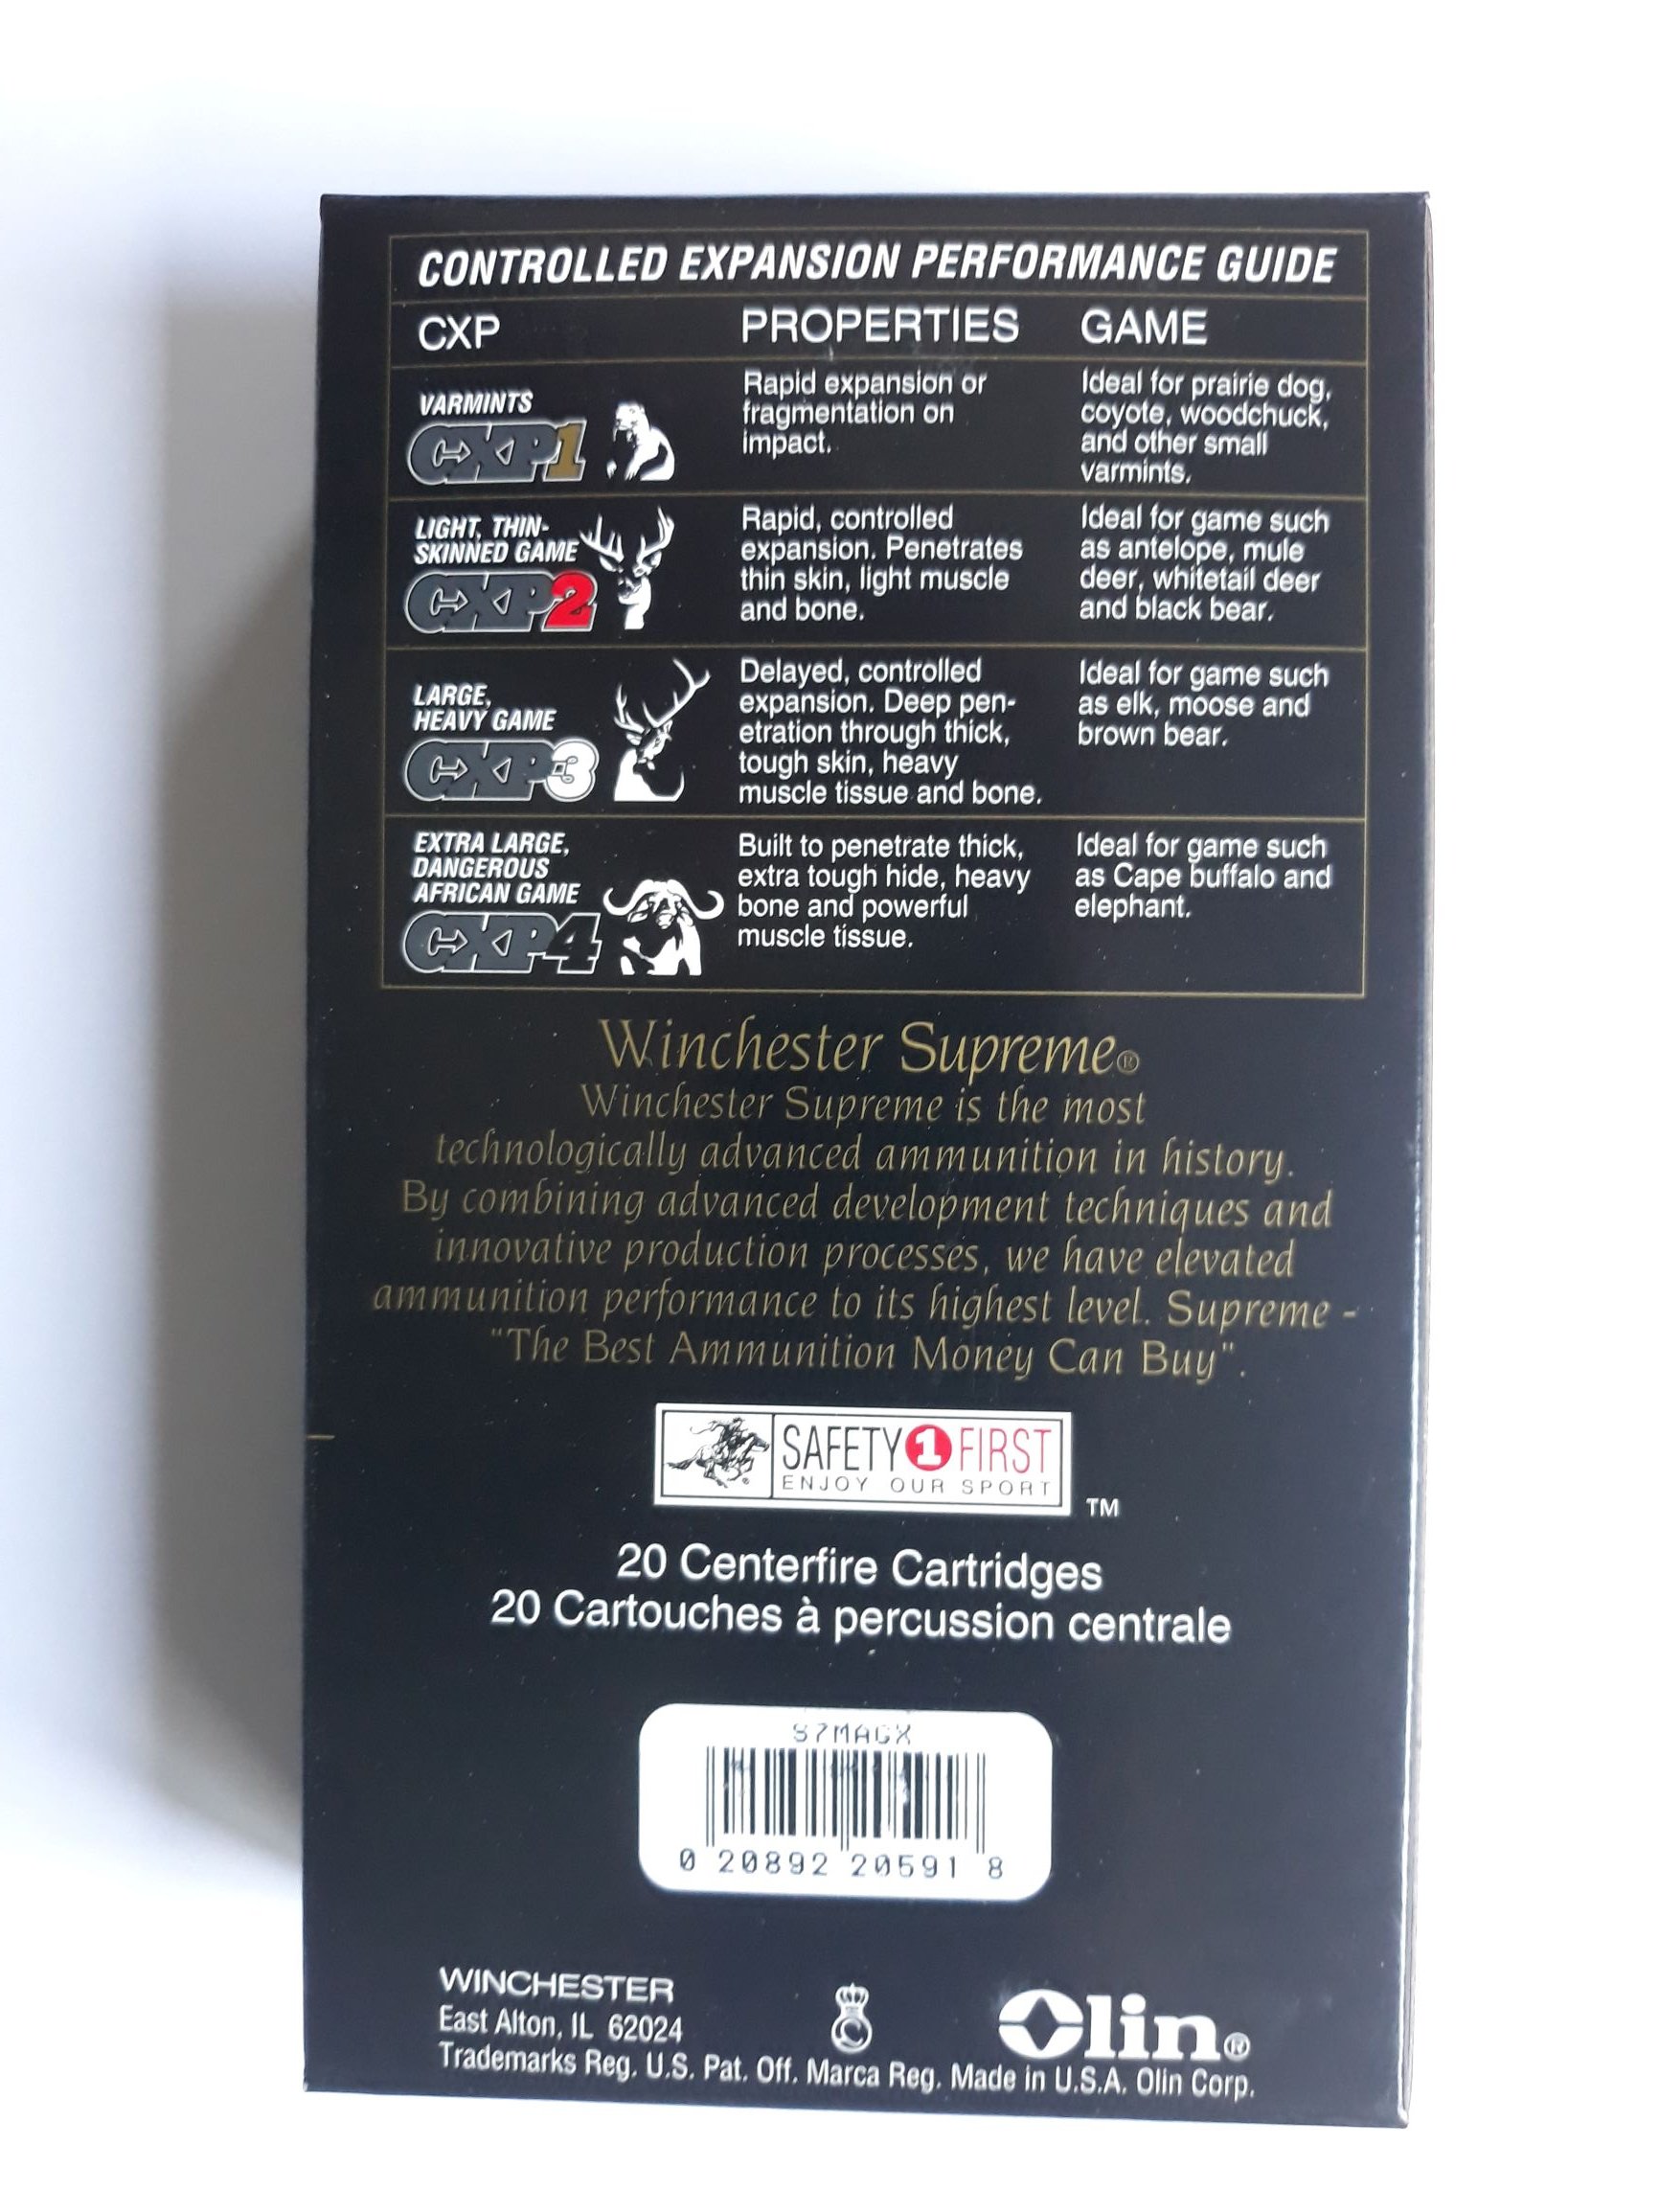 CONTROLLED EXPANSION PERFORMANCE GUIDE
CXP PROPERTIES GAME
VARMINTS
CXP1
Rapid expansion or
fragmentation on
impact.
Ideal for prairie dog,
coyote, woodchuck,
and other small
varmints.
LIGHT, THIN-
SKINNED GAME
CXP2
Rapid, controlled
expansion. Penetrates
thin skin, light muscle
and bone.
Ideal for game such
as antelope, mule
deer, whitetail deer
and black bear.
LARGE,
HEAVY GAME
CXP3
Delayed, controlled
expansion. Deep pen-
etration through thick,
tough skin, heavy
muscle tissue and bone.
Ideal for game such
as elk, moose and
brown bear.
EXTRA LARGE,
DANGEROUS
AFRICAN GAME
CXP4
Built to penetrate thick,
extra tough hide, heavy
bone and powerful
muscle tissue.
Ideal for game such
as Cape buffalo and
elephant.
Winchester Supreme®
Winchester Supreme is the most
technologically advanced ammunition in history.
By combining advanced development techniques and
innovative production processes, we have elevated
ammunition performance to its highest level. Supreme -
"The Best Ammunition Money Can Buy".
SAFETY 1 FIRST
ENJOY OUR SPORT
TM
20 Centerfire Cartridges
20 Cartouches à percussion centrale
S7MAGX
0 20892 20591 8
WINCHESTER
East Alton, IL 62024
Olin®
Trademarks Reg. U.S. Pat. Off. Marca Reg. Made in U.S.A. Olin Corp.